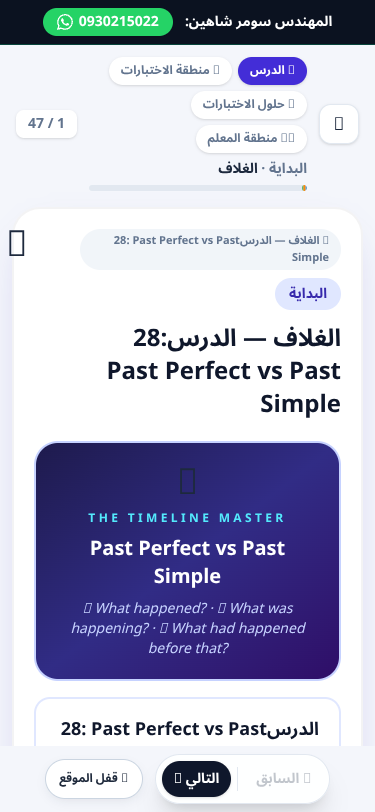 المهندس سومر شاهين: 0930215022
الدرس
منطقة الاختبارات
حلول الاختبارات
منطقة المعلم
47 / 1
البداية · الغلاف
الغلاف — الدرس28: Past Perfect vs Past Simple
البداية
الغلاف — الدرس28:
Past Perfect vs Past
Simple
THE TIMELINE MASTER
Past Perfect vs Past
Simple
What happened? · What was
happening? · What had happened
before that?
الدرس28: Past Perfect vs Past
السابق
التالي
قفل الموقع